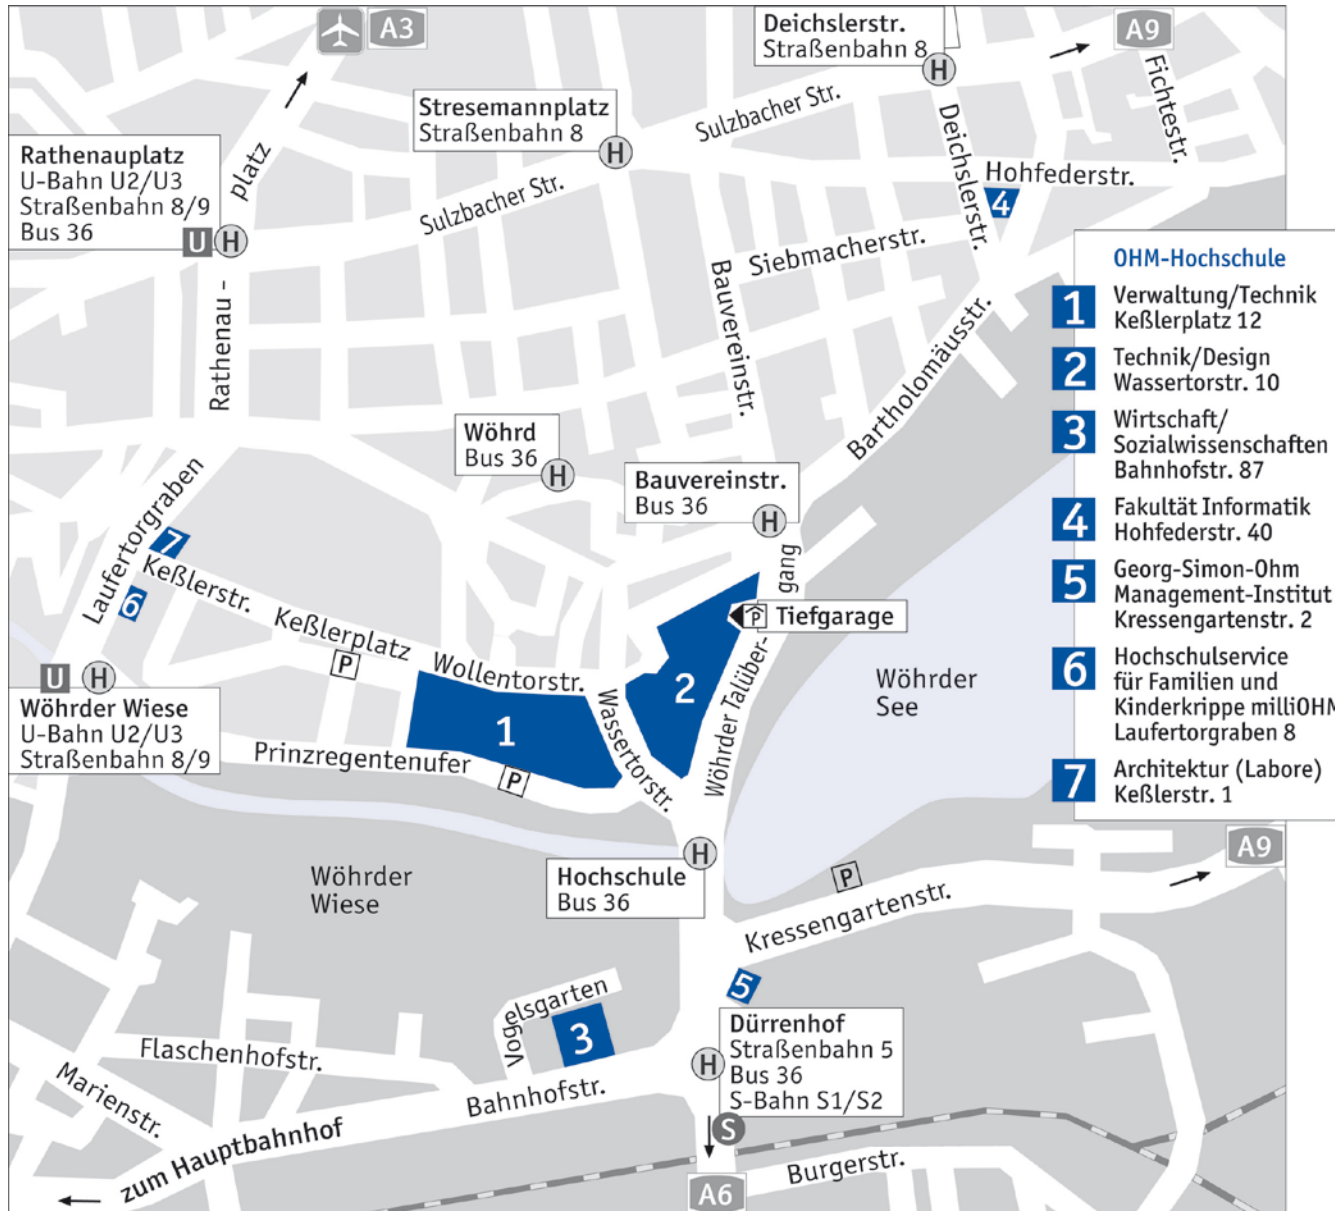 A3
Deichslerstr.
Straßenbahn 8
H
A9
Fichtestr.
Stresemannplatz
Straßenbahn 8
H
Sulzbacher Str.
Deichslerstr.
Rathenauplatz
U-Bahn U2/U3
Straßenbahn 8/9
Bus 36
U
H
Rathenau-
platz
Sulzbacher Str.
Hohfederstr.
4
Siebmacherstr.
Bauvereinstr.
Bartholomäusstr.
OHM-Hochschule
1
Verwaltung/Technik
Keßlerplatz 12
2
Technik/Design
Wassertorstr. 10
3
Wirtschaft/
Sozialwissenschaften
Bahnhofstr. 87
4
Fakultät Informatik
Hohfederstr. 40
5
Georg-Simon-Ohm
Management-Institut
Kressengartenstr. 2
6
Hochschulservice
für Familien und
Kinderkrippe milliOHM
Laufertorgraben 8
7
Architektur (Labore)
Keßlerstr. 1
Wöhrd
Bus 36
H
Bauvereinstr.
Bus 36
H
Laufertorgraben
7
6
Keßlerstr.
Keßlerplatz
P
Wollentorstr.
1
Wassertorstr.
2
P
Tiefgarage
Wöhrder Talüber-
gang
Wöhrder
See
U
H
Wöhrder Wiese
U-Bahn U2/U3
Straßenbahn 8/9
Prinzregentenufer
P
Wöhrder
Wiese
Hochschule
Bus 36
H
P
Kressengartenstr.
A9
5
Vogelsgarten
3
Dürrenhof
Straßenbahn 5
Bus 36
S-Bahn S1/S2
H
S
Flaschenhofstr.
Marienstr.
Bahnhofstr.
zum Hauptbahnhof
Burgerstr.
A6